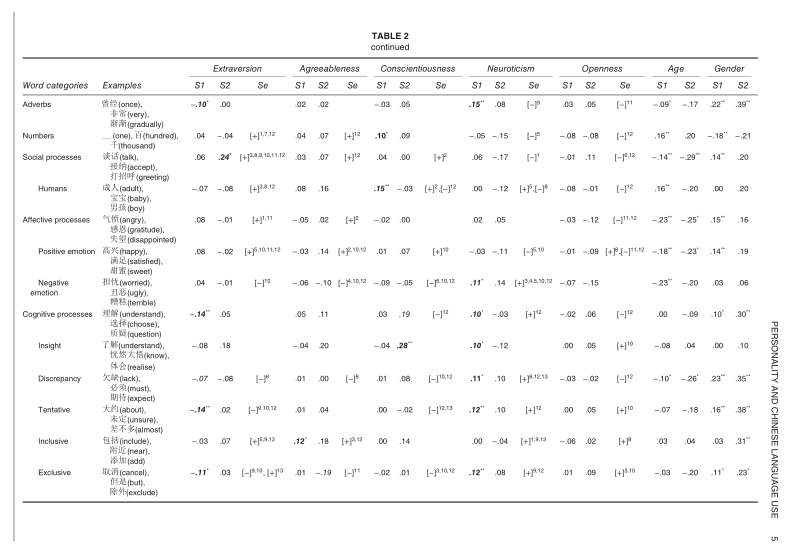 TABLE 2
continued
Extraversion Agreeableness Conscientiousness Neuroticism Openness Age Gender
Word categories Examples S1 S2 Se S1 S2 Se S1 S2 Se S1 S2 Se S1 S2 Se S1 S2 S1 S2
Adverbs 曾经(once), −.10* .00 .02 .02 −.03 .05 .15** .08 [−]9 .03 .05 [−]11 −.09* −.17 .22** .39**
非常(very),
渐渐(gradually)
Numbers 一 (one), 百(hundred), .04 −.04 [+]1,7,12 .04 .07 [+]12 .10* .09 −.05 −.15 [−]5 −.08 −.08 [−]12 .16** .20 −.18** −.21
千(thousand)
Social processes 谈话(talk), .06 .24* [+]3,8,9,10,11,12 .03 .07 [+]12 .04 .00 [+]2 .06 −.17 [−]1 −.01 .11 [−]6,12 −.14** −.29** .14** .20
接纳(accept),
打招呼(greeting)
Humans 成人(adult), −.07 −.08 [+]3,8,12 .08 .16 .15** −.03 [+]2,[−]12 .00 −.12 [+]5,[−]8 −.08 −.01 [−]12 .16** −.20 .00 .20
宝宝(baby),
男孩(boy)
Affective processes 气愤(angry), .08 −.01 [+]1,11 −.05 .02 [+]2 −.02 .00 .02 .05 −.03 −.12 [−]11,12 −.23** −.25* .15** .16
感恩(gratitude),
失望(disappointed)
Positive emotion 高兴(happy), .08 −.02 [+]5,10,11,12 −.03 .14 [+]2,10,12 .01 .07 [+]10 −.03 −.11 [−]5,10 −.01 −.09 [+]8,[−]11,12 −.18** −.23* .14** .19
满足(satisfied),
甜蜜(sweet)
Negative emotion 担忧(worried), .04 −.01 [−]10 −.06 −.10 [−]4,10,12 −.09 −.05 [−]6,10,12 .11* .14 [+]3,4,5,10,12 −.07 −.15 −.23** −.20 .03 .06
丑恶(ugly),
糟糕(terrible)
Cognitive processes 理解(understand), −.14** .05 .05 .11 .03 .19 [−]12 .10* −.03 [+]12 −.02 .06 [−]12 .00 −.09 .10* .30**
选择(choose),
质疑(question)
Insight 了解(understand), −.08 .18 −.04 .20 −.04 .28** .10* −.12 .00 .05 [+]10 −.08 .04 .00 .10
恍然大悟(know),
体会(realise)
Discrepancy 欠缺(lack), −.07 −.08 [−]8 .01 .00 [−]8 .01 .08 [−]10,12 .11* .10 [+]8,12,13 −.03 −.02 [−]12 −.10* −.26* .23** .35**
必须(must),
期待(expect)
Tentative 大约(about), −.14** .02 [−]9,10,12 .01 .04 .00 −.02 [−]12,13 .12** .10 [+]12 .00 .05 [+]10 −.07 −.18 .16** .38**
未定(unsure),
差不多(almost)
Inclusive 包括(include), −.03 .07 [+]5,9,12 .12* .18 [+]3,12 .00 .14 .00 −.04 [+]1,9,13 −.06 .02 [+]8 .03 .04 .03 .31**
附近(near),
添加(add)
Exclusive 取消(cancel), −.11* .03 [−]9,10, [+]13 .01 −.19 [−]11 −.02 .01 [−]3,10,12 .12** .08 [+]9,12 .01 .09 [+]3,10 −.03 −.20 .11* .23*
但是(but),
除外(exclude)
PERSONALITY AND CHINESE LANGUAGE USE 5